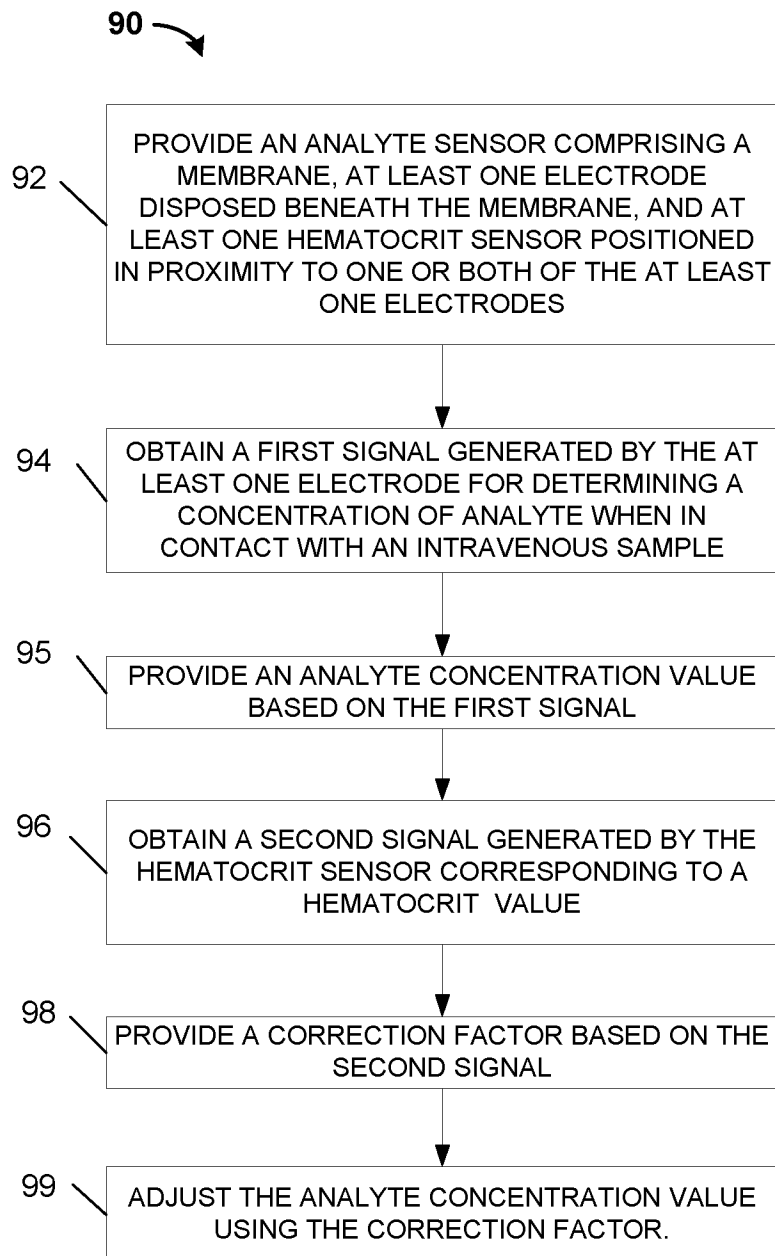 90
92
PROVIDE AN ANALYTE SENSOR COMPRISING A
MEMBRANE, AT LEAST ONE ELECTRODE
DISPOSED BENEATH THE MEMBRANE, AND AT
LEAST ONE HEMATOCRIT SENSOR POSITIONED
IN PROXIMITY TO ONE OR BOTH OF THE AT LEAST
ONE ELECTRODES
94
OBTAIN A FIRST SIGNAL GENERATED BY THE AT
LEAST ONE ELECTRODE FOR DETERMINING A
CONCENTRATION OF ANALYTE WHEN IN
CONTACT WITH AN INTRAVENOUS SAMPLE
95
PROVIDE AN ANALYTE CONCENTRATION VALUE
BASED ON THE FIRST SIGNAL
96
OBTAIN A SECOND SIGNAL GENERATED BY THE
HEMATOCRIT SENSOR CORRESPONDING TO A
HEMATOCRIT VALUE
98
PROVIDE A CORRECTION FACTOR BASED ON THE
SECOND SIGNAL
99
ADJUST THE ANALYTE CONCENTRATION VALUE
USING THE CORRECTION FACTOR.